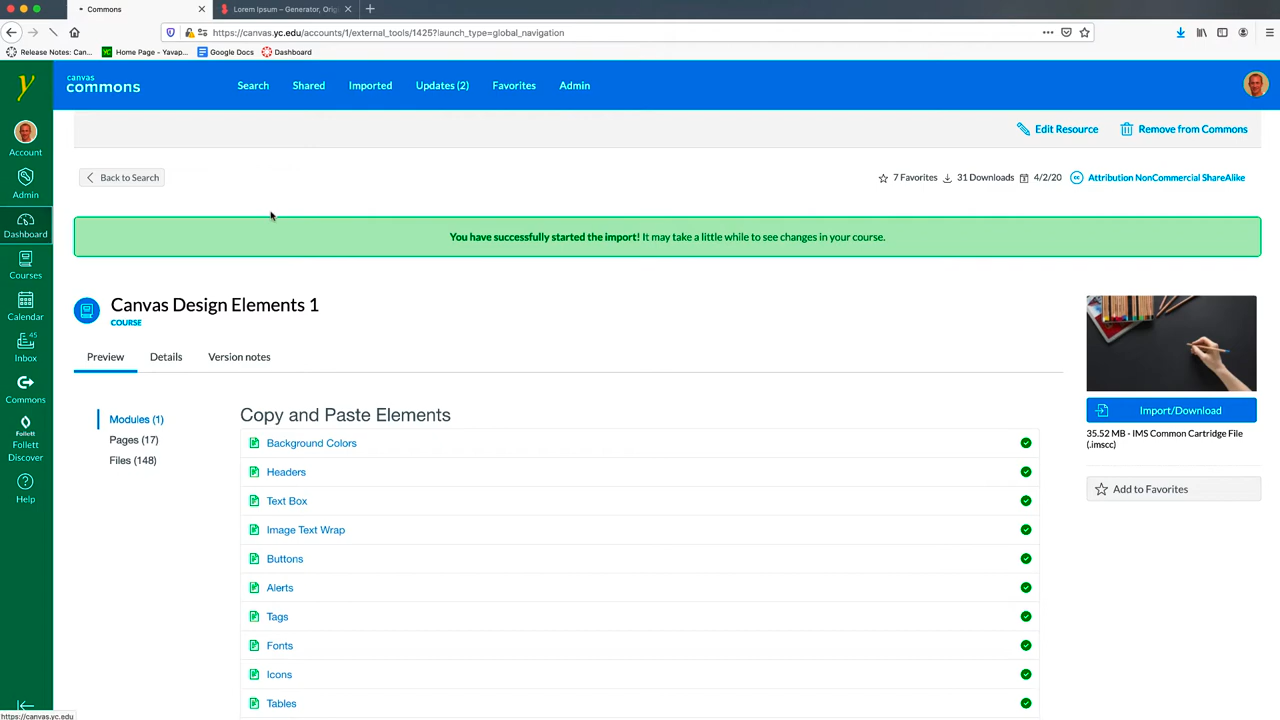 Commons
Lorem Ipsum – Generator, Orig
https://canvas.yc.edu/accounts/1/external_tools/1425?launch_type=global_navigation
Release Notes: Can...
Home Page - Yavap...
Google Docs
Dashboard
canvas
commons
Search
Shared
Imported
Updates (2)
Favorites
Admin
Account
Admin
Dashboard
Courses
Calendar
45
Inbox
Commons
Follett
Follett
Discover
Help
Edit Resource
Remove from Commons
Back to Search
7 Favorites
31 Downloads
4/2/20
cc
Attribution NonCommercial ShareAlike
You have successfully started the import! It may take a little while to see changes in your course.
Canvas Design Elements 1
COURSE
Preview
Details
Version notes
Modules (1)
Pages (17)
Files (148)
Copy and Paste Elements
Background Colors
Headers
Text Box
Image Text Wrap
Buttons
Alerts
Tags
Fonts
Icons
Tables
Import/Download
35.52 MB - IMS Common Cartridge File
(.imscc)
Add to Favorites
https://canvas.yc.edu